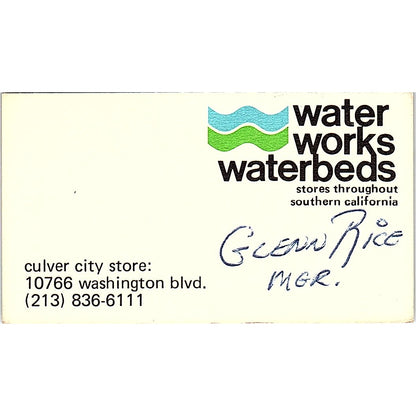 water
works
waterbeds
stores throughout
southern california
Glenn Rice
MGR.
culver city store:
10766 washington blvd.
(213) 836-6111